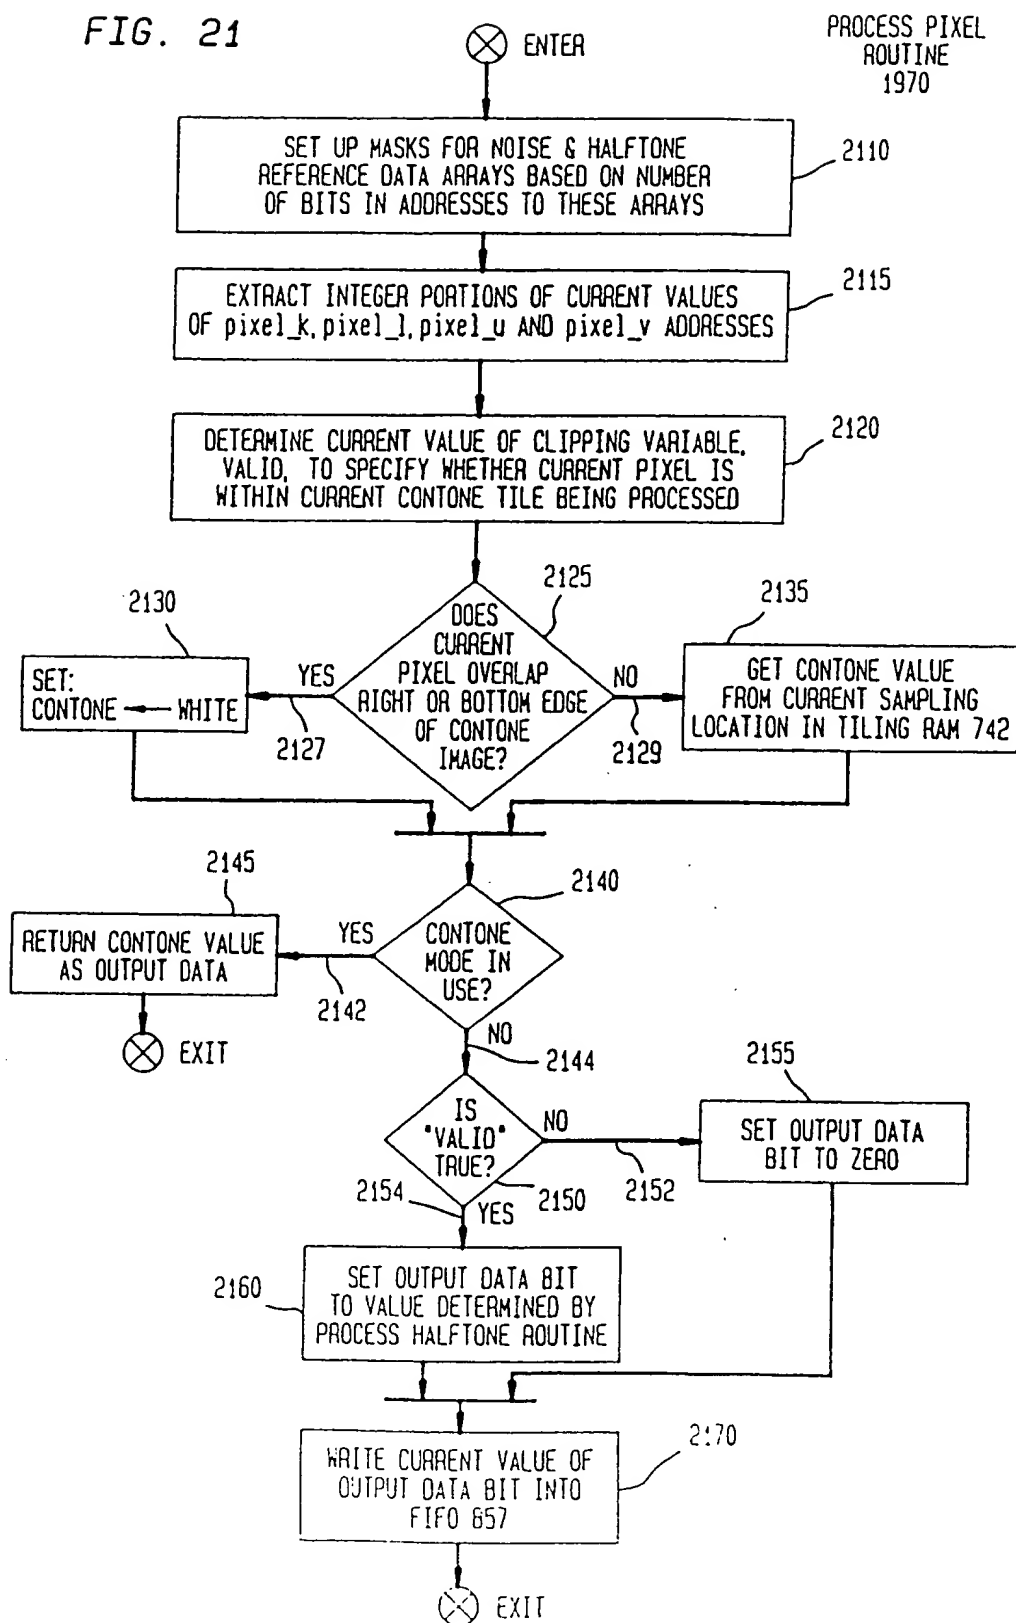 FIG. 21
ENTER
PROCESS PIXEL
ROUTINE
1970
SET UP MASKS FOR NOISE & HALFTONE
REFERENCE DATA ARRAYS BASED ON NUMBER
OF BITS IN ADDRESSES TO THESE ARRAYS
2110
EXTRACT INTEGER PORTIONS OF CURRENT VALUES
OF pixel_k, pixel_l, pixel_u AND pixel_v ADDRESSES
2115
DETERMINE CURRENT VALUE OF CLIPPING VARIABLE,
VALID, TO SPECIFY WHETHER CURRENT PIXEL IS
WITHIN CURRENT CONTONE TILE BEING PROCESSED
2120
DOES
CURRENT
PIXEL OVERLAP
RIGHT OR BOTTOM EDGE
OF CONTONE
IMAGE?
2125
2130
SET:
CONTONE ← WHITE
YES
2127
NO
2129
2135
GET CONTONE VALUE
FROM CURRENT SAMPLING
LOCATION IN TILING RAM 742
2140
CONTONE
MODE IN
USE?
YES
2142
2145
RETURN CONTONE VALUE
AS OUTPUT DATA
EXIT
NO
2144
IS
"VALID"
TRUE?
2150
NO
2152
2155
SET OUTPUT DATA
BIT TO ZERO
2154
YES
2160
SET OUTPUT DATA BIT
TO VALUE DETERMINED BY
PROCESS HALFTONE ROUTINE
WRITE CURRENT VALUE OF
OUTPUT DATA BIT INTO
FIFO 857
2170
EXIT